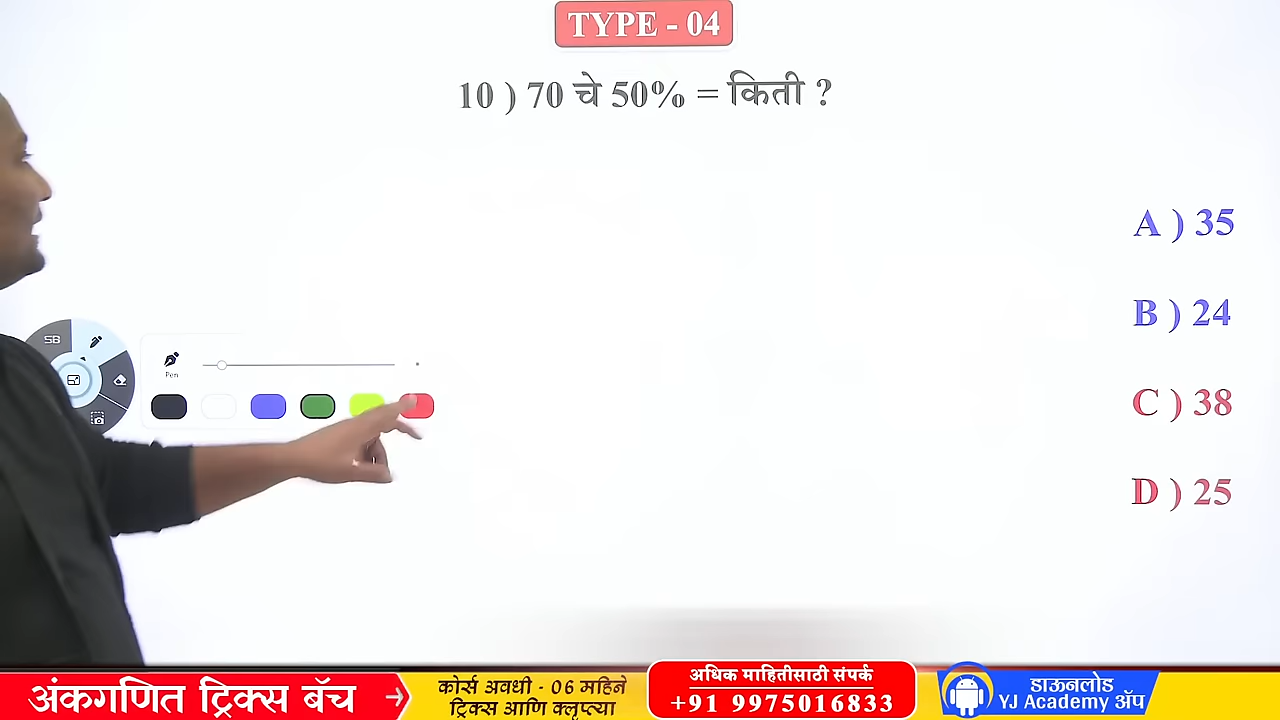 TYPE - 04
10 ) 70 चे 50% = किती ?
A ) 35
B ) 24
C ) 38
D ) 25
SB
Pen
अंकगणित ट्रिक्स बॅच
कोर्स अवधी - 06 महिने
ट्रिक्स आणि क्लृप्त्या
अधिक माहितीसाठी संपर्क
+91 9975016833
डाऊनलोड
YJ Academy ॲप